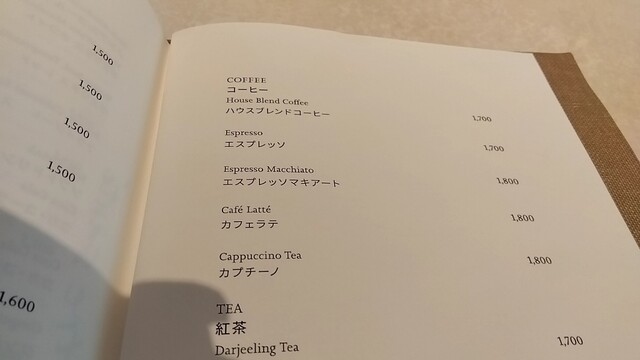 1,500
1,500
1,500
1,500
1,600
COFFEE
コーヒー
House Blend Coffee
ハウスブレンドコーヒー
1,700
Espresso
エスプレッソ
1,700
Espresso Macchiato
エスプレッソマキアート
1,800
Café Latté
カフェラテ
1,800
Cappuccino Tea
カプチーノ
1,800
TEA
紅茶
Darjeeling Tea
1,700